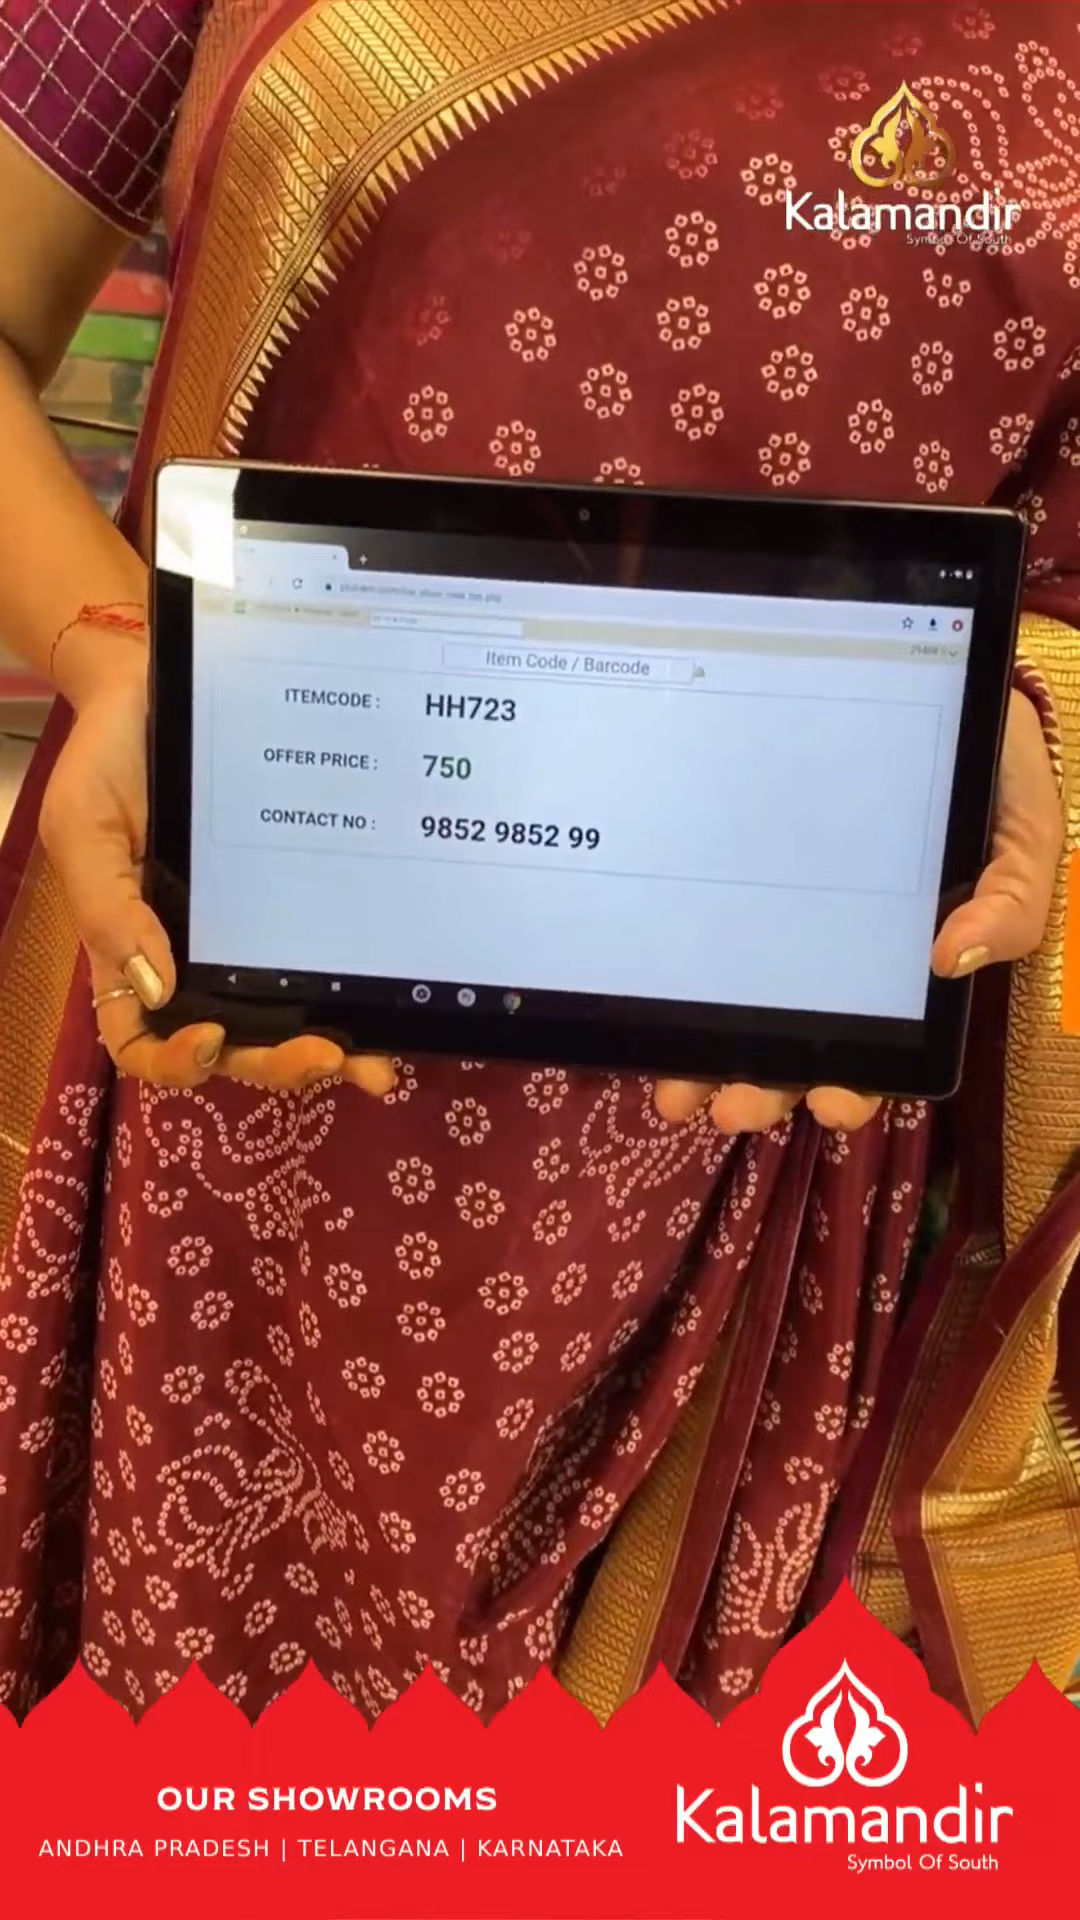 Kalamandir
Symbol Of South
Item Code / Barcode
ITEMCODE : HH723
OFFER PRICE : 750
CONTACT NO : 9852 9852 99
OUR SHOWROOMS
ANDHRA PRADESH | TELANGANA | KARNATAKA
Kalamandir
Symbol Of South